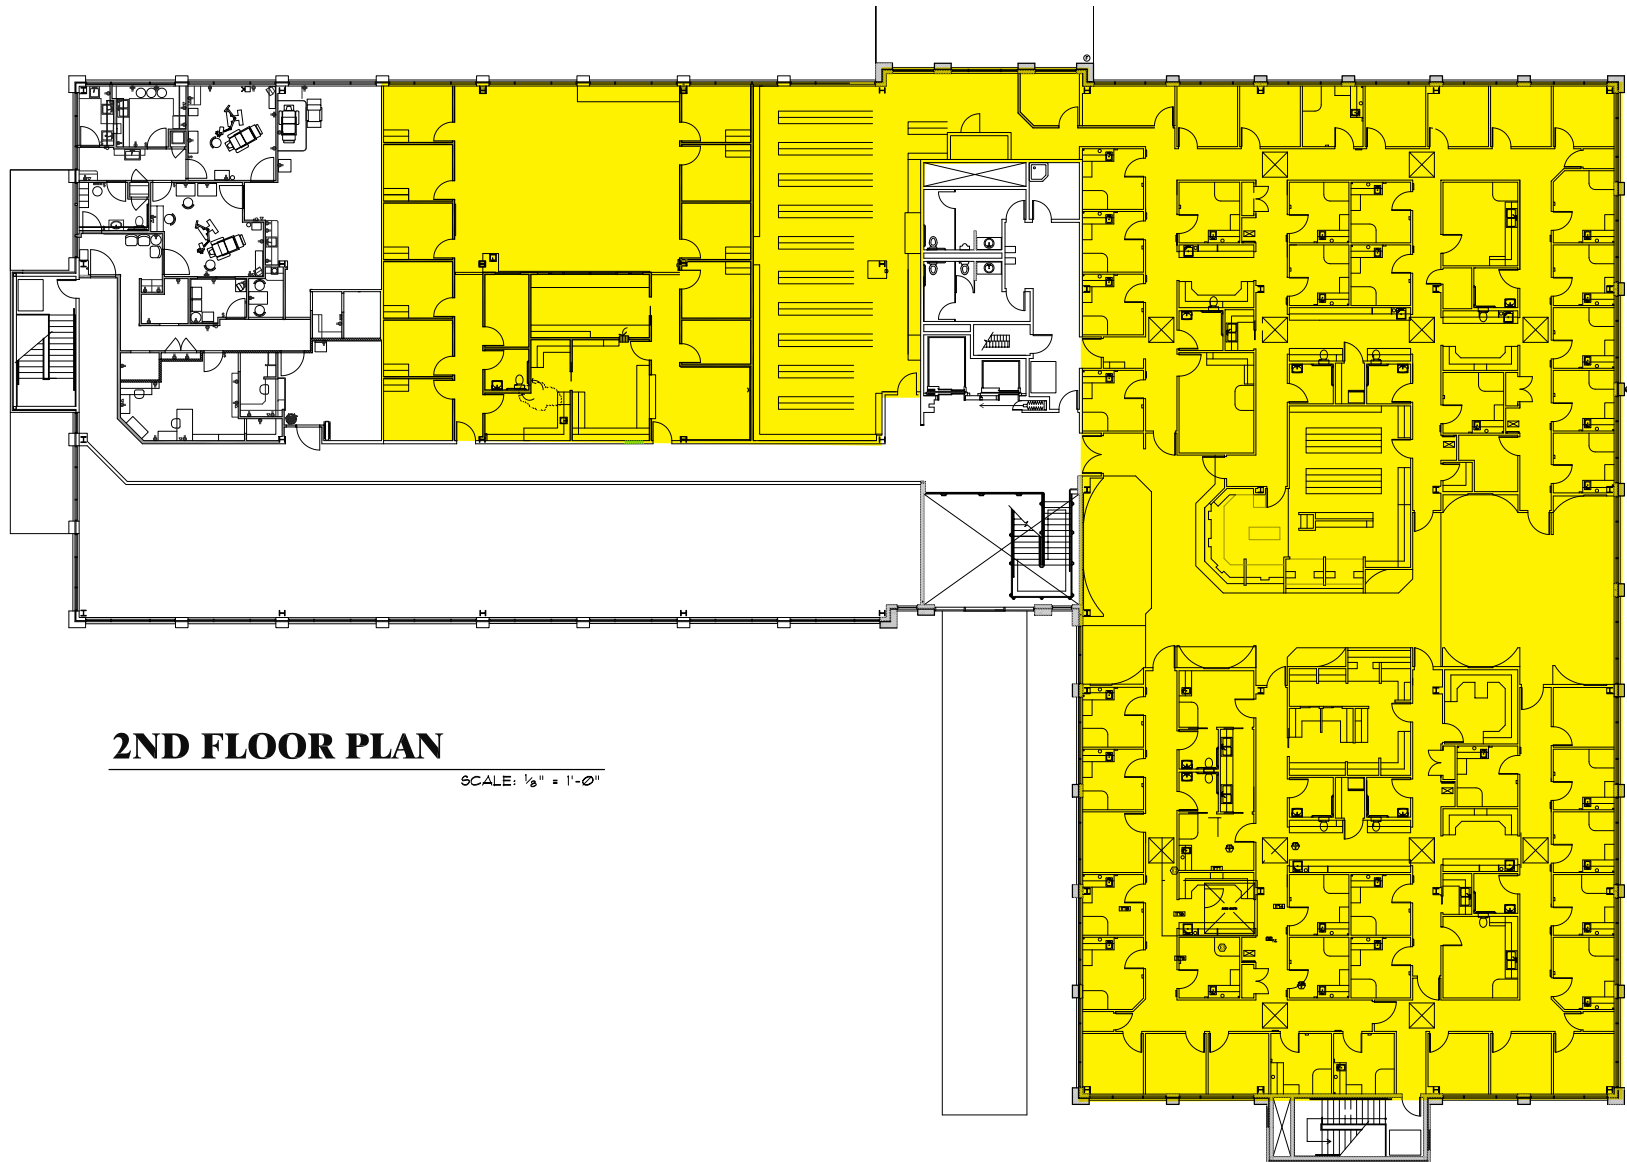 2ND FLOOR PLAN
SCALE: 1/8" = 1'-0"